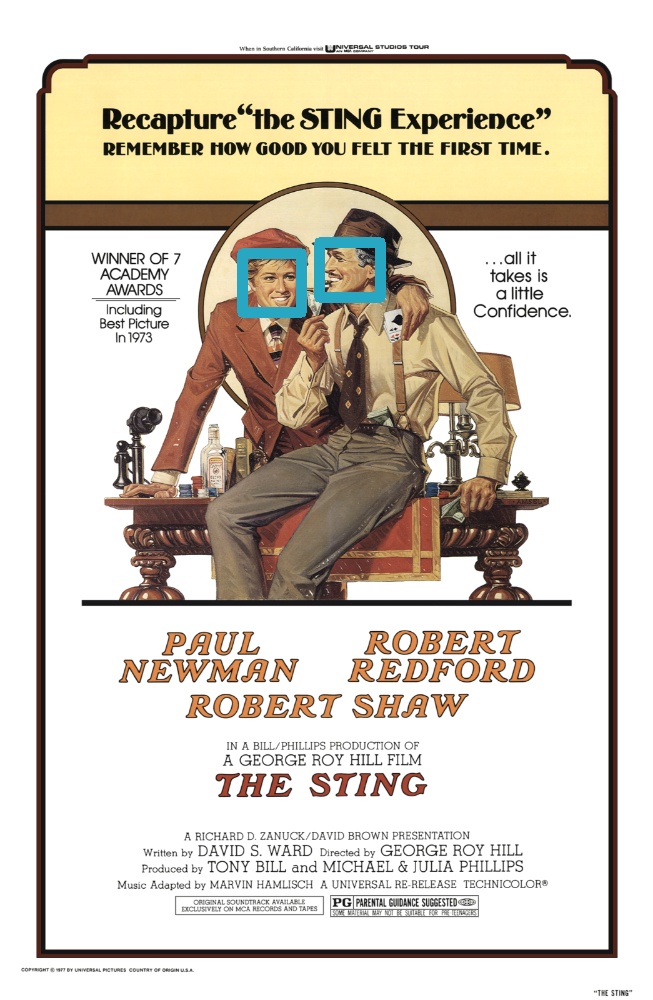 When in Southern California visit UNIVERSAL STUDIOS TOUR
AN MCA COMPANY
Recapture “the STING Experience”
REMEMBER HOW GOOD YOU FELT THE FIRST TIME.
WINNER OF 7
ACADEMY
AWARDS
Including
Best Picture
In 1973
...all it
takes is
a little
Confidence.
PAUL
NEWMAN
ROBERT
REDFORD
ROBERT SHAW
IN A BILL/PHILLIPS PRODUCTION OF
A GEORGE ROY HILL FILM
THE STING
A RICHARD D. ZANUCK/DAVID BROWN PRESENTATION
Written by DAVID S. WARD Directed by GEORGE ROY HILL
Produced by TONY BILL and MICHAEL & JULIA PHILLIPS
Music Adapted by MARVIN HAMLISCH A UNIVERSAL RE-RELEASE TECHNICOLOR®
ORIGINAL SOUNDTRACK AVAILABLE
EXCLUSIVELY ON MCA RECORDS AND TAPES
PG PARENTAL GUIDANCE SUGGESTED
SOME MATERIAL MAY NOT BE SUITABLE FOR PRE-TEENAGERS
COPYRIGHT © 1977 BY UNIVERSAL PICTURES COUNTRY OF ORIGIN U.S.A.
"THE STING"